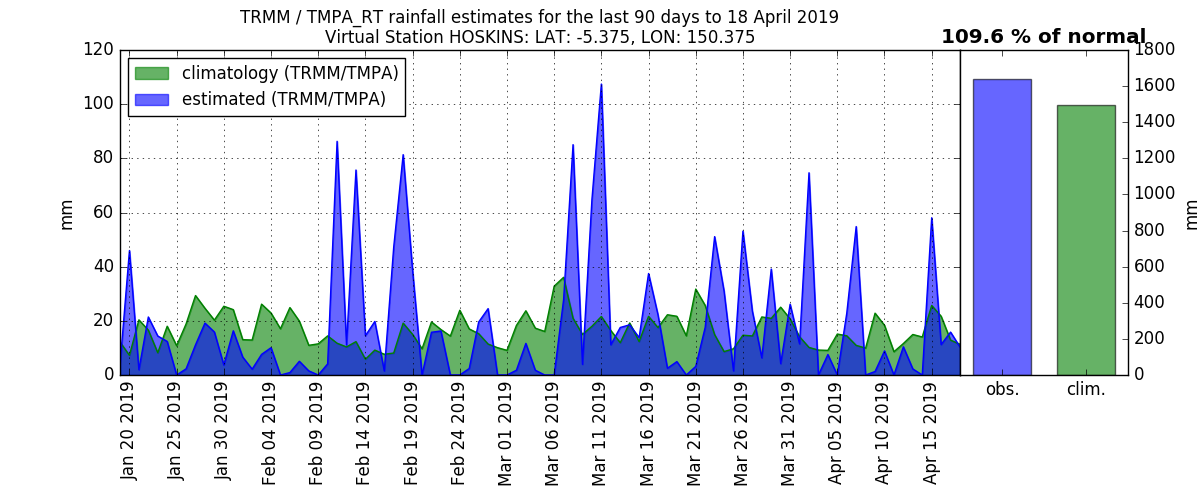 TRMM / TMPA_RT rainfall estimates for the last 90 days to 18 April 2019
Virtual Station HOSKINS: LAT: -5.375, LON: 150.375
109.6 % of normal
climatology (TRMM/TMPA)
estimated (TRMM/TMPA)
mm
120
100
80
60
40
20
0
Jan 20 2019
Jan 25 2019
Jan 30 2019
Feb 04 2019
Feb 09 2019
Feb 14 2019
Feb 19 2019
Feb 24 2019
Mar 01 2019
Mar 06 2019
Mar 11 2019
Mar 16 2019
Mar 21 2019
Mar 26 2019
Mar 31 2019
Apr 05 2019
Apr 10 2019
Apr 15 2019
obs.
clim.
1800
1600
1400
1200
1000
800
600
400
200
0
mm